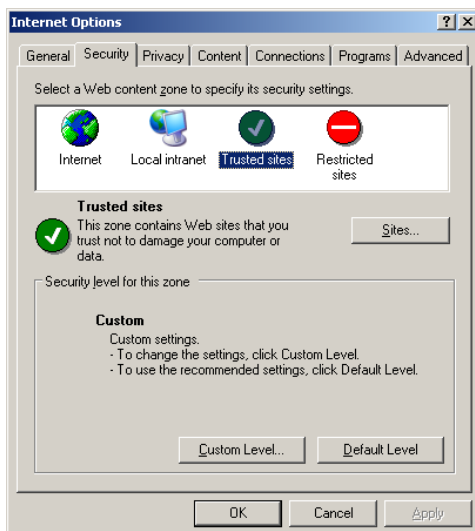 Internet Options
General Security Privacy Content Connections Programs Advanced
Select a Web content zone to specify its security settings.
Internet Local intranet Trusted sites Restricted sites
Trusted sites
This zone contains Web sites that you
trust not to damage your computer or
data.
Sites...
Security level for this zone
Custom
Custom settings.
- To change the settings, click Custom Level.
- To use the recommended settings, click Default Level.
Custom Level... Default Level
OK Cancel Apply